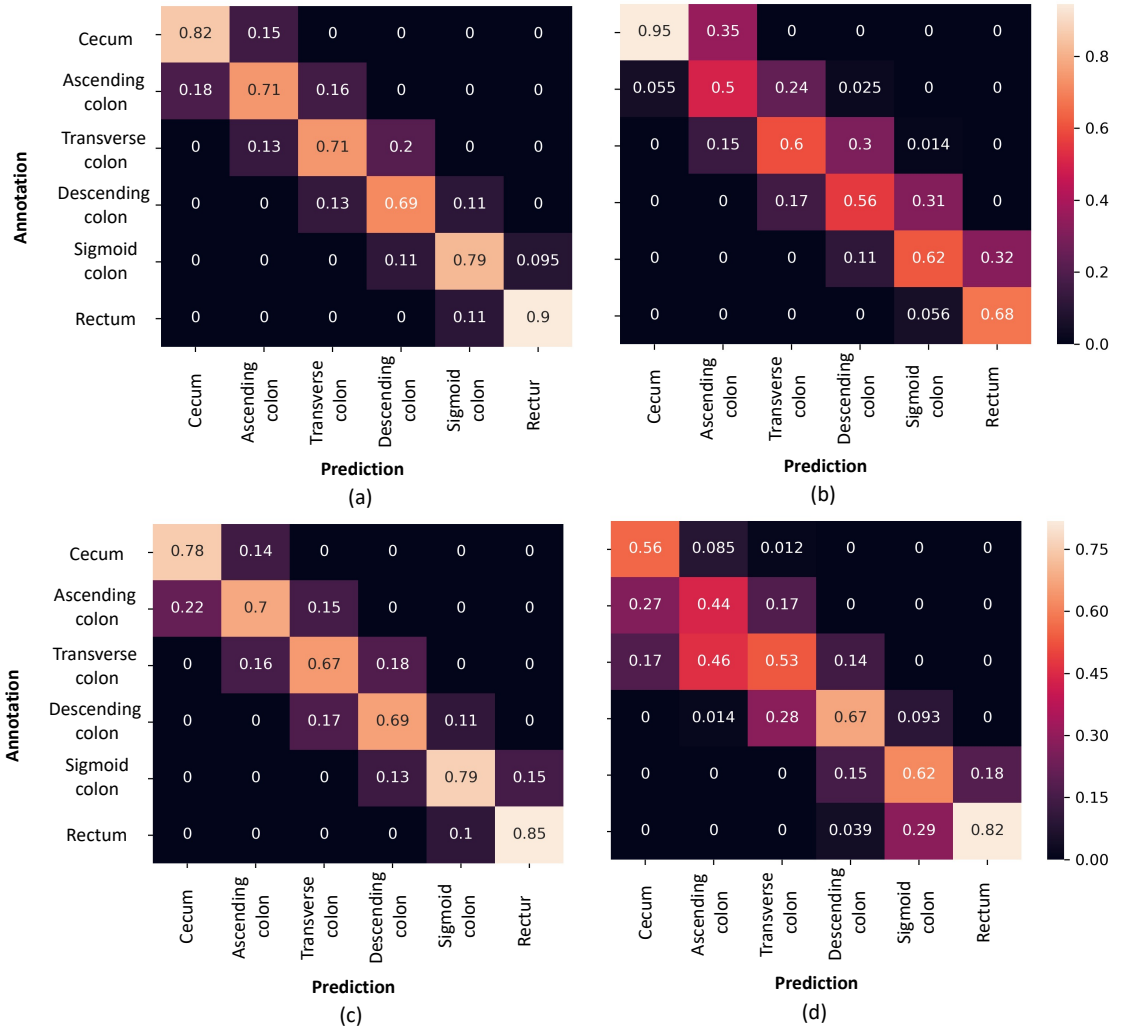 Annotation
Cecum 0.82 0.15 0 0 0 0
Ascending
colon 0.18 0.71 0.16 0 0 0
Transverse
colon 0 0.13 0.71 0.2 0 0
Descending
colon 0 0 0.13 0.69 0.11 0
Sigmoid
colon 0 0 0 0.11 0.79 0.095
Rectum 0 0 0 0 0.11 0.9
Cecum
Ascending
colon
Transverse
colon
Descending
colon
Sigmoid
colon
Rectur
Prediction
(a)
0.95 0.35 0 0 0 0
0.055 0.5 0.24 0.025 0 0
0 0.15 0.6 0.3 0.014 0
0 0 0.17 0.56 0.31 0
0 0 0 0.11 0.62 0.32
0 0 0 0 0.056 0.68
0.8
0.6
0.4
0.2
0.0
Cecum
Ascending
colon
Transverse
colon
Descending
colon
Sigmoid
colon
Rectum
Prediction
(b)
Annotation
Cecum 0.78 0.14 0 0 0 0
Ascending
colon 0.22 0.7 0.15 0 0 0
Transverse
colon 0 0.16 0.67 0.18 0 0
Descending
colon 0 0 0.17 0.69 0.11 0
Sigmoid
colon 0 0 0 0.13 0.79 0.15
Rectum 0 0 0 0 0.1 0.85
Cecum
Ascending
colon
Transverse
colon
Descending
colon
Sigmoid
colon
Rectur
Prediction
(c)
0.56 0.085 0.012 0 0 0
0.27 0.44 0.17 0 0 0
0.17 0.46 0.53 0.14 0 0
0 0.014 0.28 0.67 0.093 0
0 0 0 0.15 0.62 0.18
0 0 0 0.039 0.29 0.82
0.75
0.60
0.45
0.30
0.15
0.00
Cecum
Ascending
colon
Transverse
colon
Descending
colon
Sigmoid
colon
Rectum
Prediction
(d)